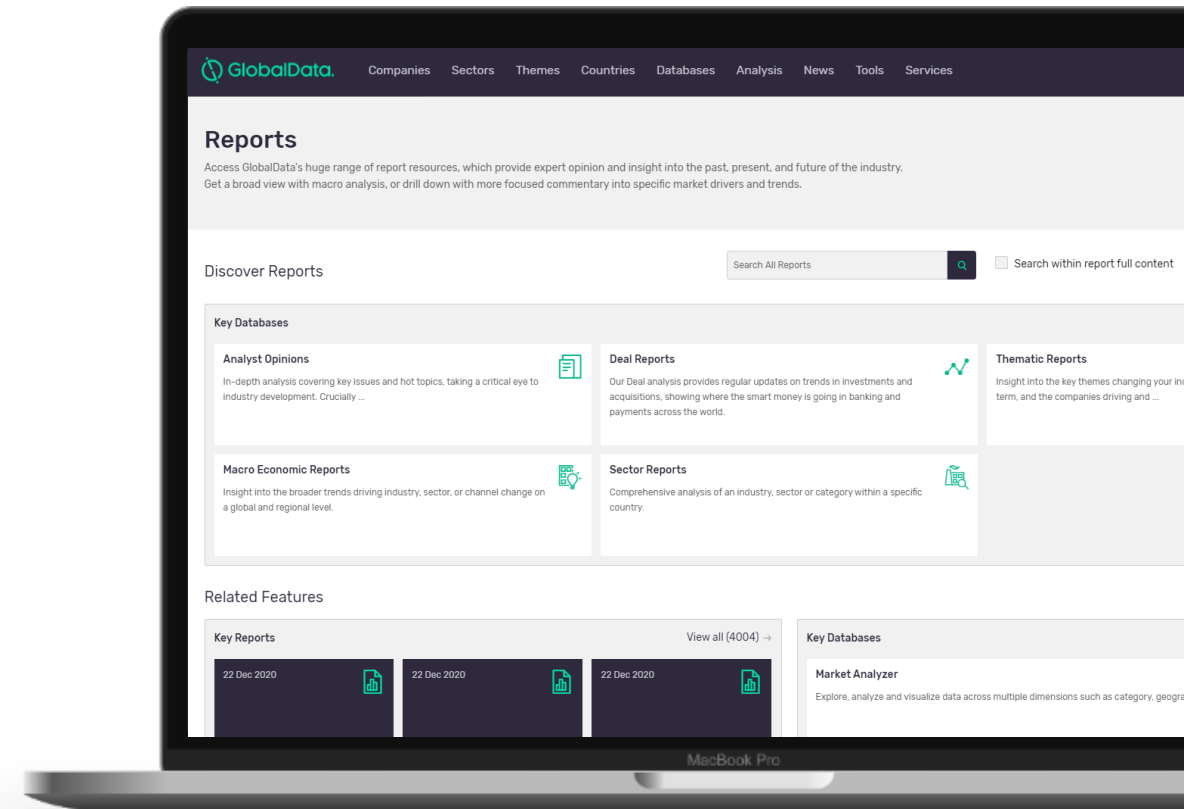 GlobalData.
Companies Sectors Themes Countries Databases Analysis News Tools Services
Reports
Access GlobalData's huge range of report resources, which provide expert opinion and insight into the past, present, and future of the industry.
Get a broad view with macro analysis, or drill down with more focused commentary into specific market drivers and trends.
Discover Reports
Search All Reports
Search within report full content
Key Databases
Analyst Opinions
In-depth analysis covering key issues and hot topics, taking a critical eye to
industry development. Crucially ...
Deal Reports
Our Deal analysis provides regular updates on trends in investments and
acquisitions, showing where the smart money is going in banking and
payments across the world.
Thematic Reports
Insight into the key themes changing your
term, and the companies driving and ...
Macro Economic Reports
Insight into the broader trends driving industry, sector, or channel change on
a global and regional level.
Sector Reports
Comprehensive analysis of an industry, sector or category within a specific
country.
Related Features
Key Reports
View all (4004) →
22 Dec 2020
22 Dec 2020
22 Dec 2020
Key Databases
Market Analyzer
Explore, analyze and visualize data across multiple dimensions such as category,
MacBook Pro